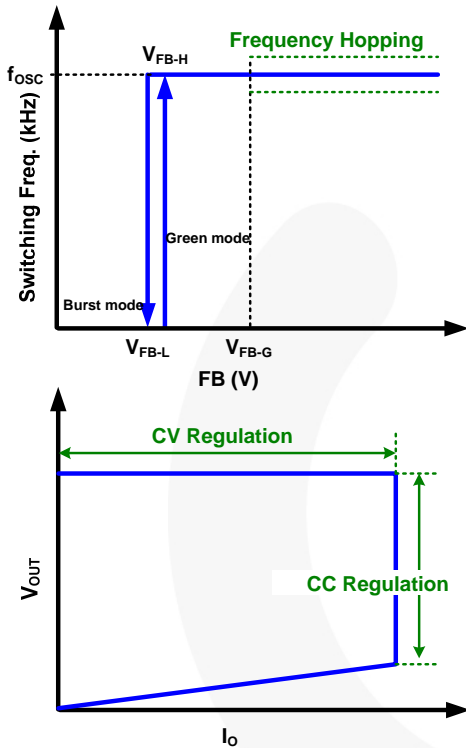 Frequency Hopping
VFB-H
fOSC
Switching Freq. (kHz)
Green mode
Burst mode
VFB-L
VFB-G
FB (V)
CV Regulation
VOUT
CC Regulation
IO